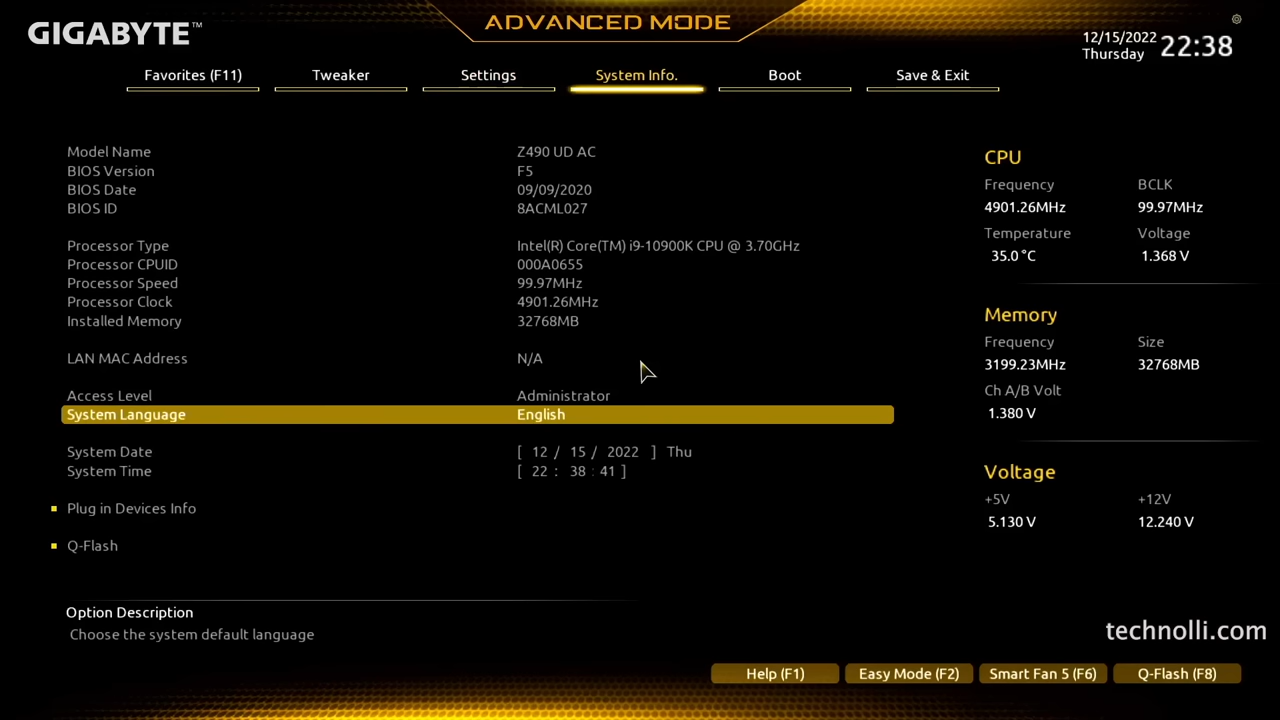 GIGABYTE™
ADVANCED MODE
12/15/2022 22:38
Thursday
Favorites (F11) Tweaker Settings System Info. Boot Save & Exit
Model Name Z490 UD AC
BIOS Version F5
BIOS Date 09/09/2020
BIOS ID 8ACML027
Processor Type Intel(R) Core(TM) i9-10900K CPU @ 3.70GHz
Processor CPUID 000A0655
Processor Speed 99.97MHz
Processor Clock 4901.26MHz
Installed Memory 32768MB
LAN MAC Address N/A
Access Level Administrator
System Language English
System Date [ 12 / 15 / 2022 ] Thu
System Time [ 22 : 38 : 41 ]
Plug in Devices Info
Q-Flash
CPU
Frequency BCLK
4901.26MHz 99.97MHz
Temperature Voltage
35.0 °C 1.368 V
Memory
Frequency Size
3199.23MHz 32768MB
Ch A/B Volt
1.380 V
Voltage
+5V +12V
5.130 V 12.240 V
Option Description
Choose the system default language
technolli.com
Help (F1) Easy Mode (F2) Smart Fan 5 (F6) Q-Flash (F8)